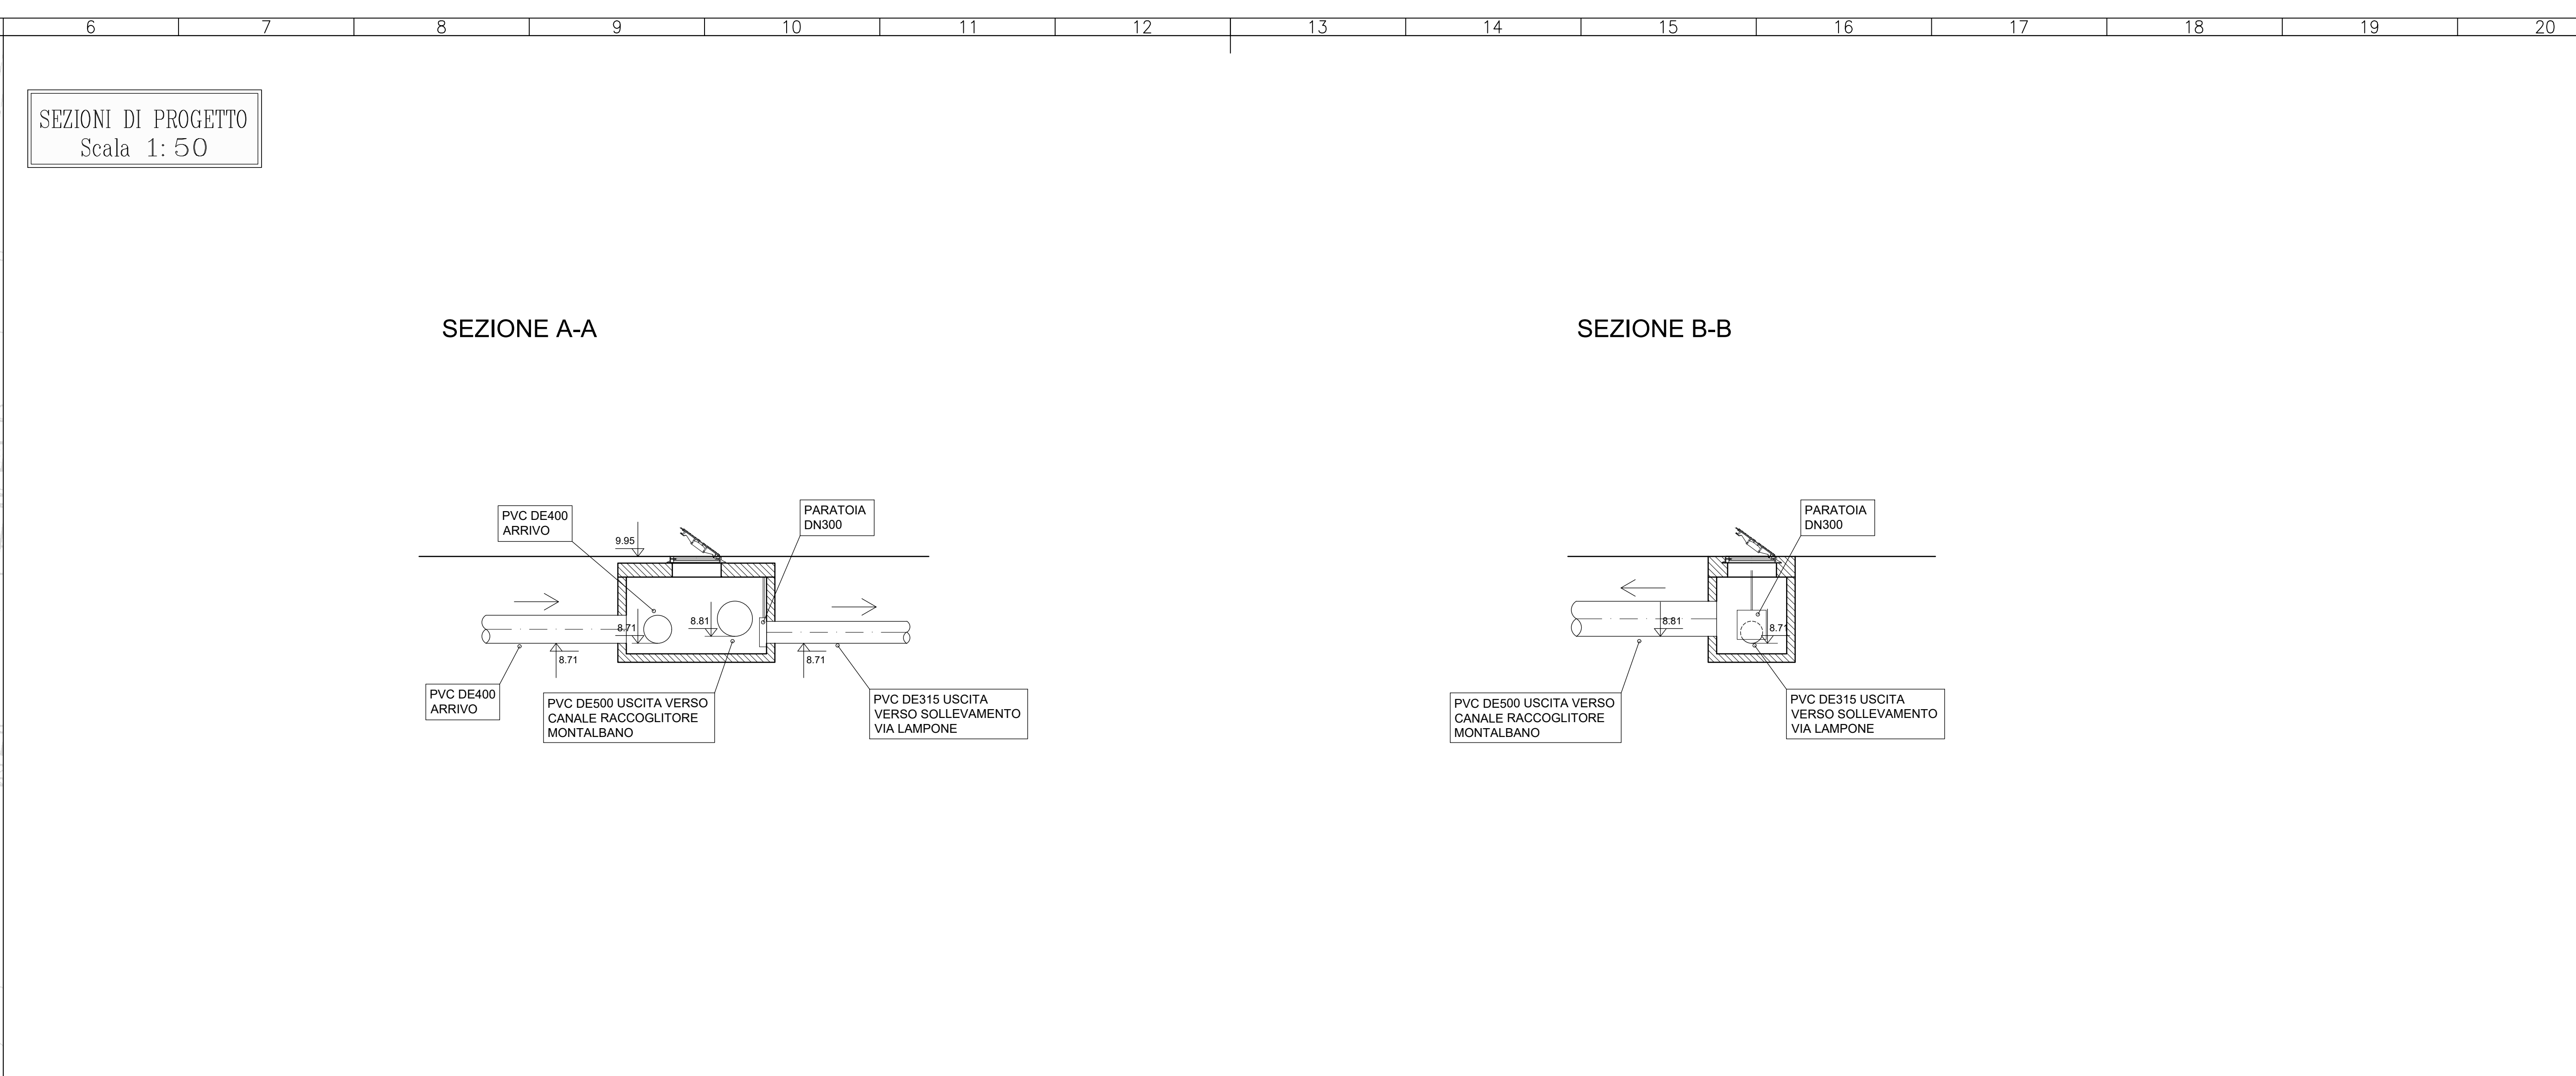 6 7 8 9 10 11 12 13 14 15 16 17 18 19 20
SEZIONI DI PROGETTO
Scala 1:50
SEZIONE A-A
PVC DE400
ARRIVO
PARATOIA
DN300
9.95
8.71
8.81
8.71
8.71
PVC DE400
ARRIVO
PVC DE500 USCITA VERSO
CANALE RACCOGLITORE
MONTALBANO
PVC DE315 USCITA
VERSO SOLLEVAMENTO
VIA LAMPONE
SEZIONE B-B
PARATOIA
DN300
8.81
8.71
PVC DE500 USCITA VERSO
CANALE RACCOGLITORE
MONTALBANO
PVC DE315 USCITA
VERSO SOLLEVAMENTO
VIA LAMPONE